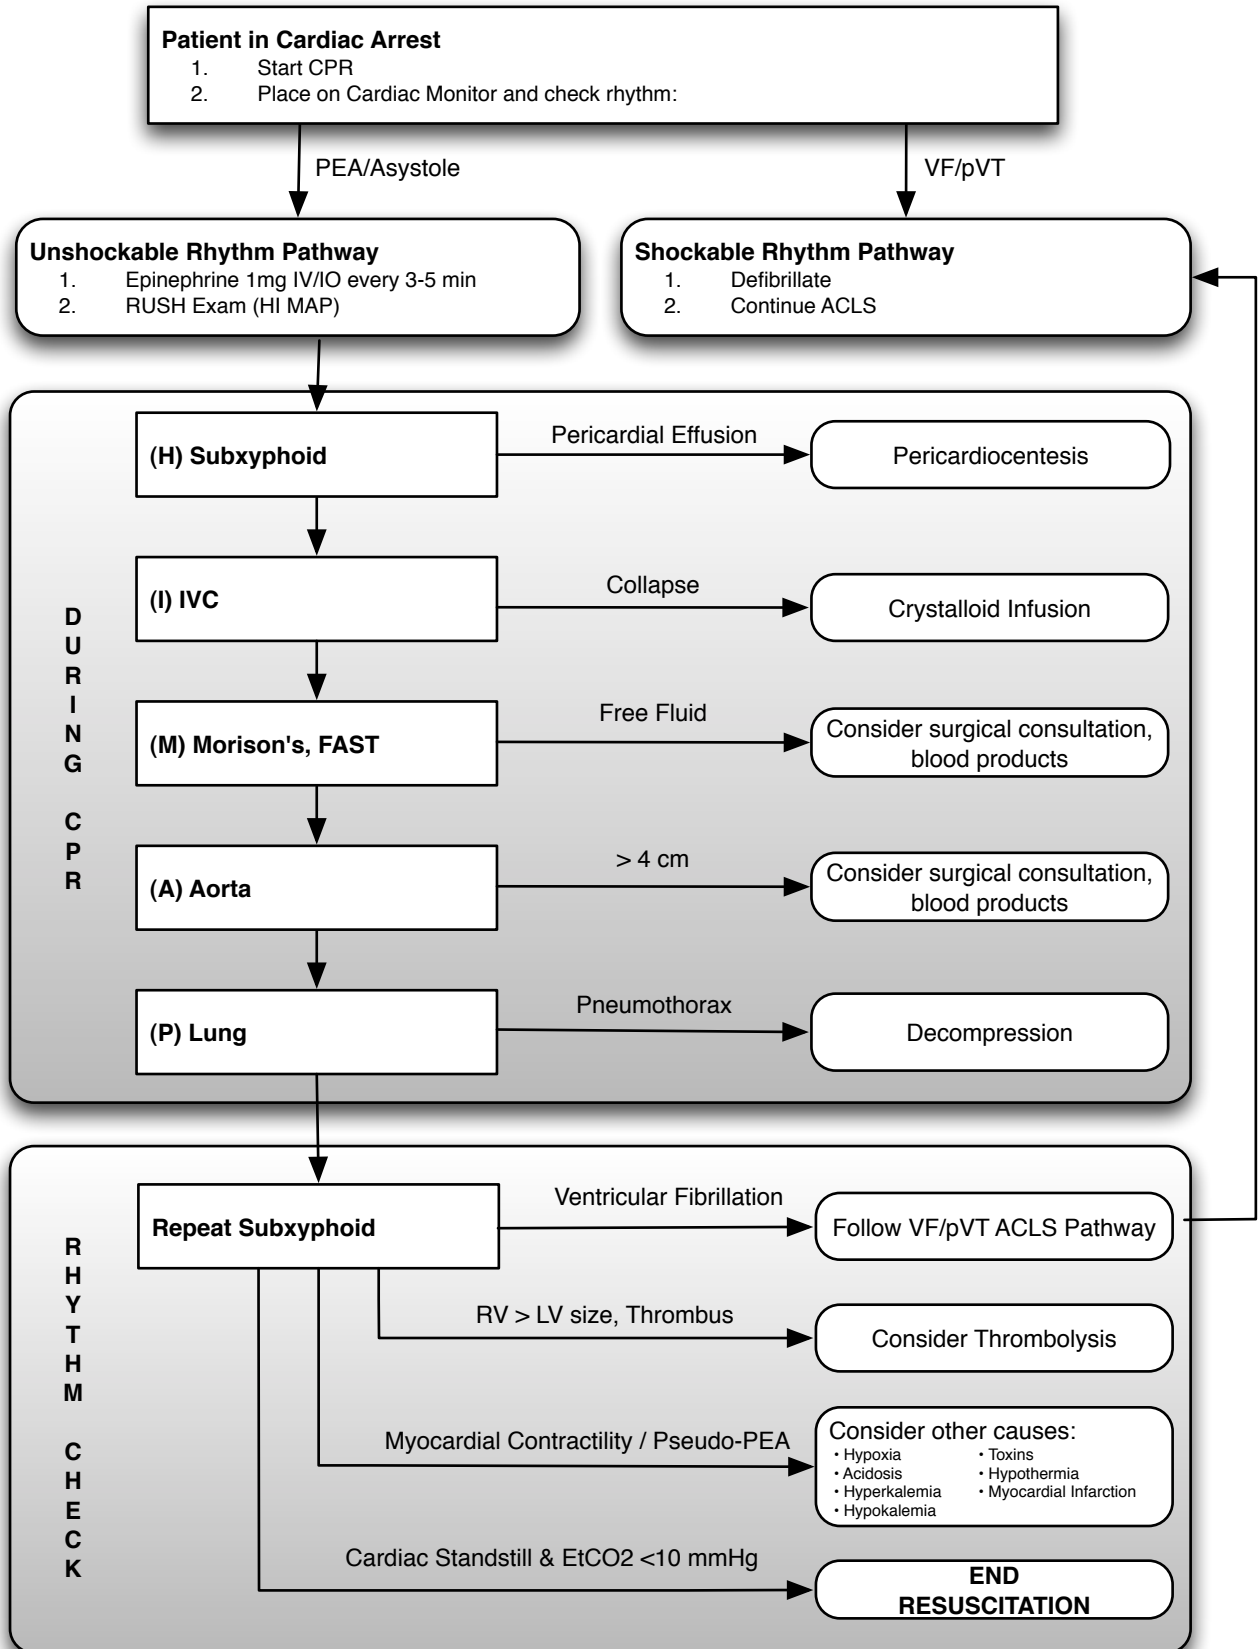 Patient in Cardiac Arrest
1. Start CPR
2. Place on Cardiac Monitor and check rhythm:
PEA/Asystole
VF/pVT
Unshockable Rhythm Pathway
1. Epinephrine 1mg IV/IO every 3-5 min
2. RUSH Exam (HI MAP)
Shockable Rhythm Pathway
1. Defibrillate
2. Continue ACLS
DURING CPR
(H) Subxyphoid
Pericardial Effusion
Pericardiocentesis
(I) IVC
Collapse
Crystalloid Infusion
(M) Morison's, FAST
Free Fluid
Consider surgical consultation,
blood products
(A) Aorta
> 4 cm
Consider surgical consultation,
blood products
(P) Lung
Pneumothorax
Decompression
RHYTHM CHECK
Repeat Subxyphoid
Ventricular Fibrillation
Follow VF/pVT ACLS Pathway
RV > LV size, Thrombus
Consider Thrombolysis
Myocardial Contractility / Pseudo-PEA
Consider other causes:
• Hypoxia
• Acidosis
• Hyperkalemia
• Hypokalemia
• Toxins
• Hypothermia
• Myocardial Infarction
Cardiac Standstill & EtCO2 <10 mmHg
END
RESUSCITATION